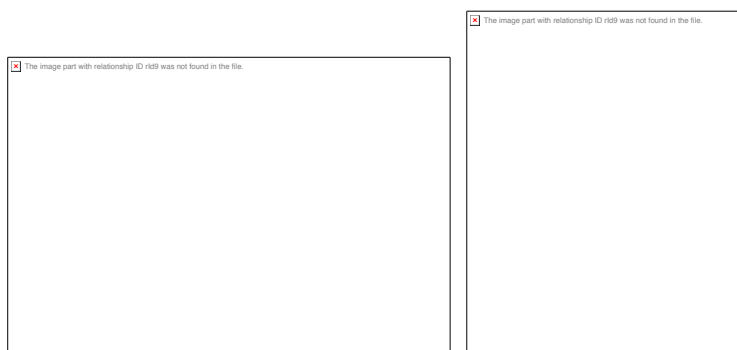 The image part with relationship ID rId9 was not found in the file.
The image part with relationship ID rId9 was not found in the file.